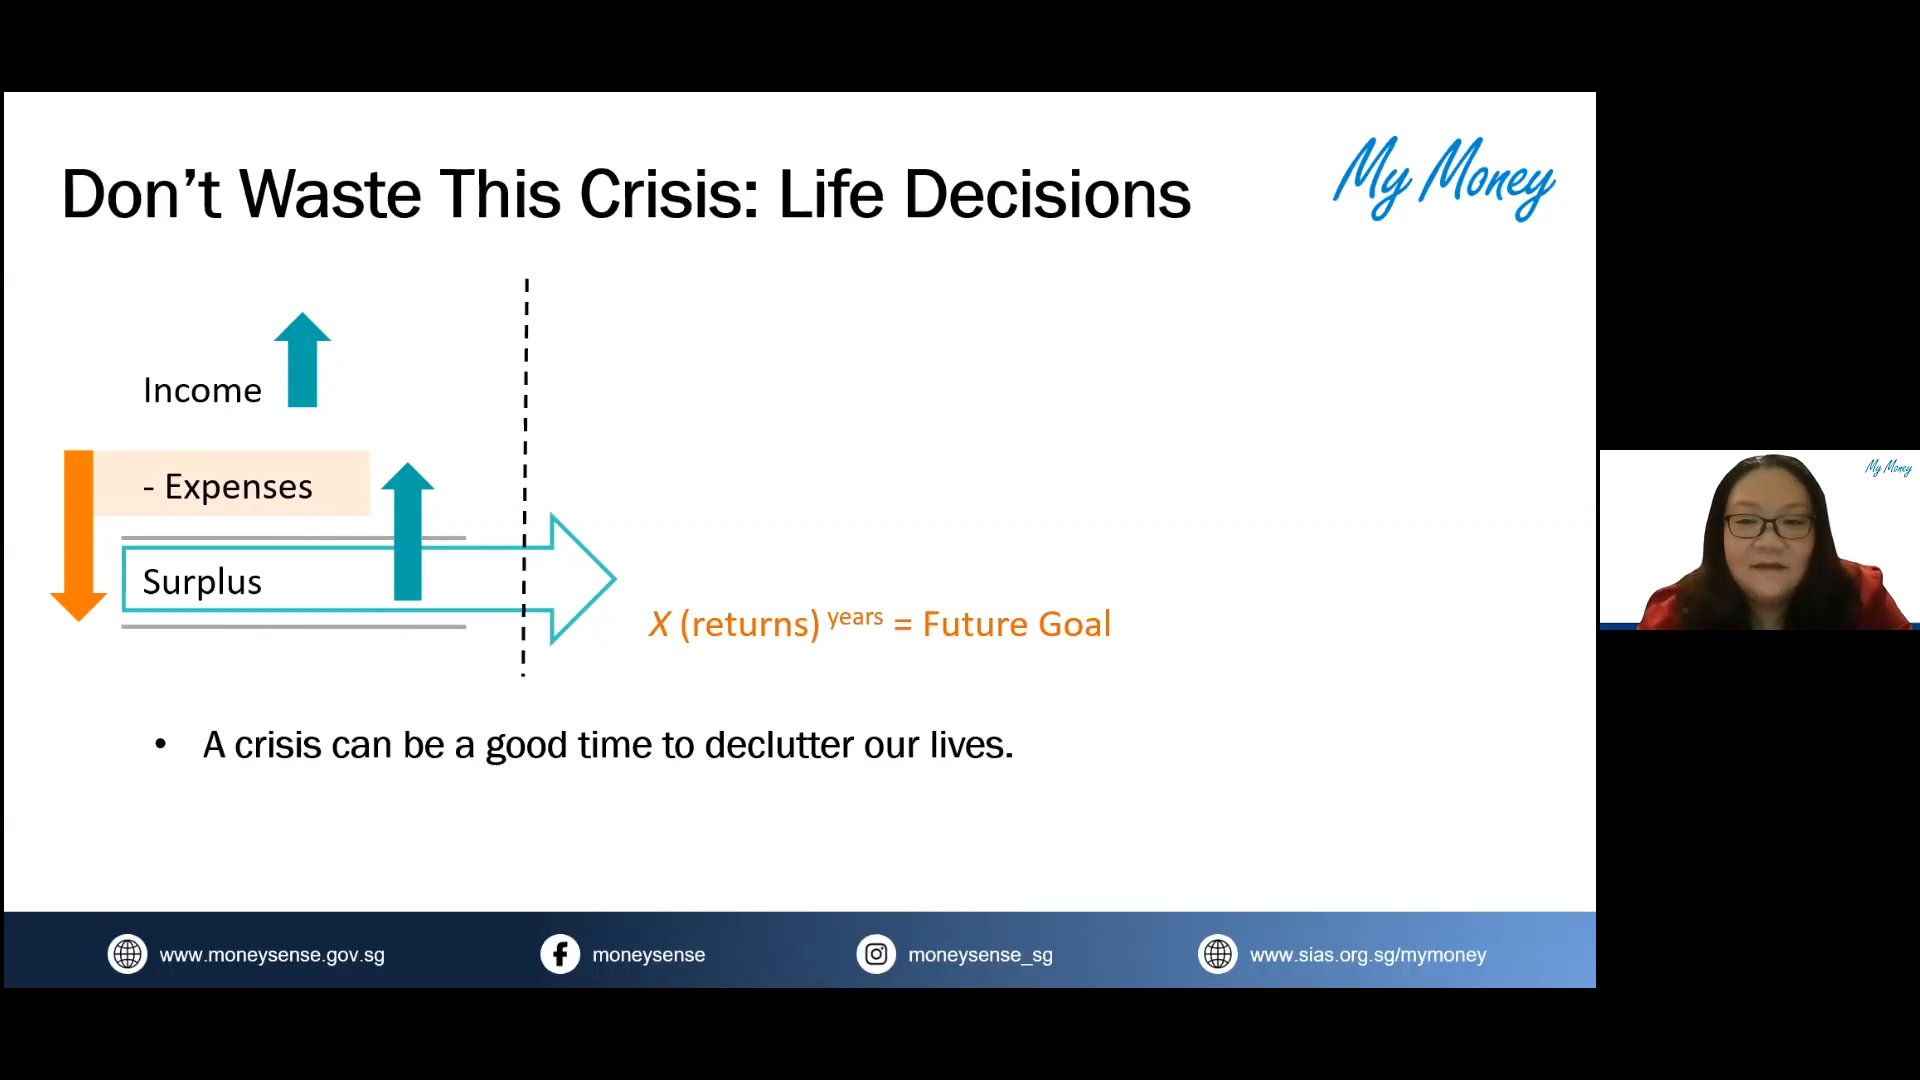 Don’t Waste This Crisis: Life Decisions
My Money
Income
- Expenses
Surplus
X (returns) years = Future Goal
• A crisis can be a good time to declutter our lives.
www.moneysense.gov.sg
moneysense
moneysense_sg
www.sias.org.sg/mymoney
My Money